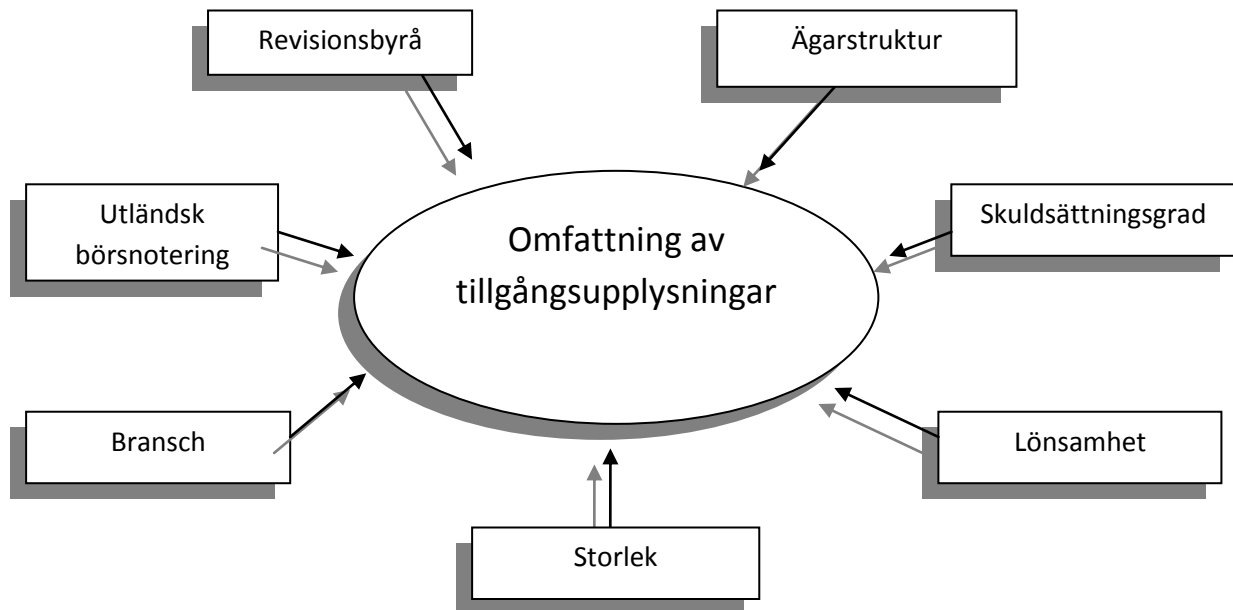 Revisionsbyrå
Ägarstruktur
Utländsk
börsnotering
Skuldsättningsgrad
Omfattning av
tillgångsupplysningar
Bransch
Lönsamhet
Storlek